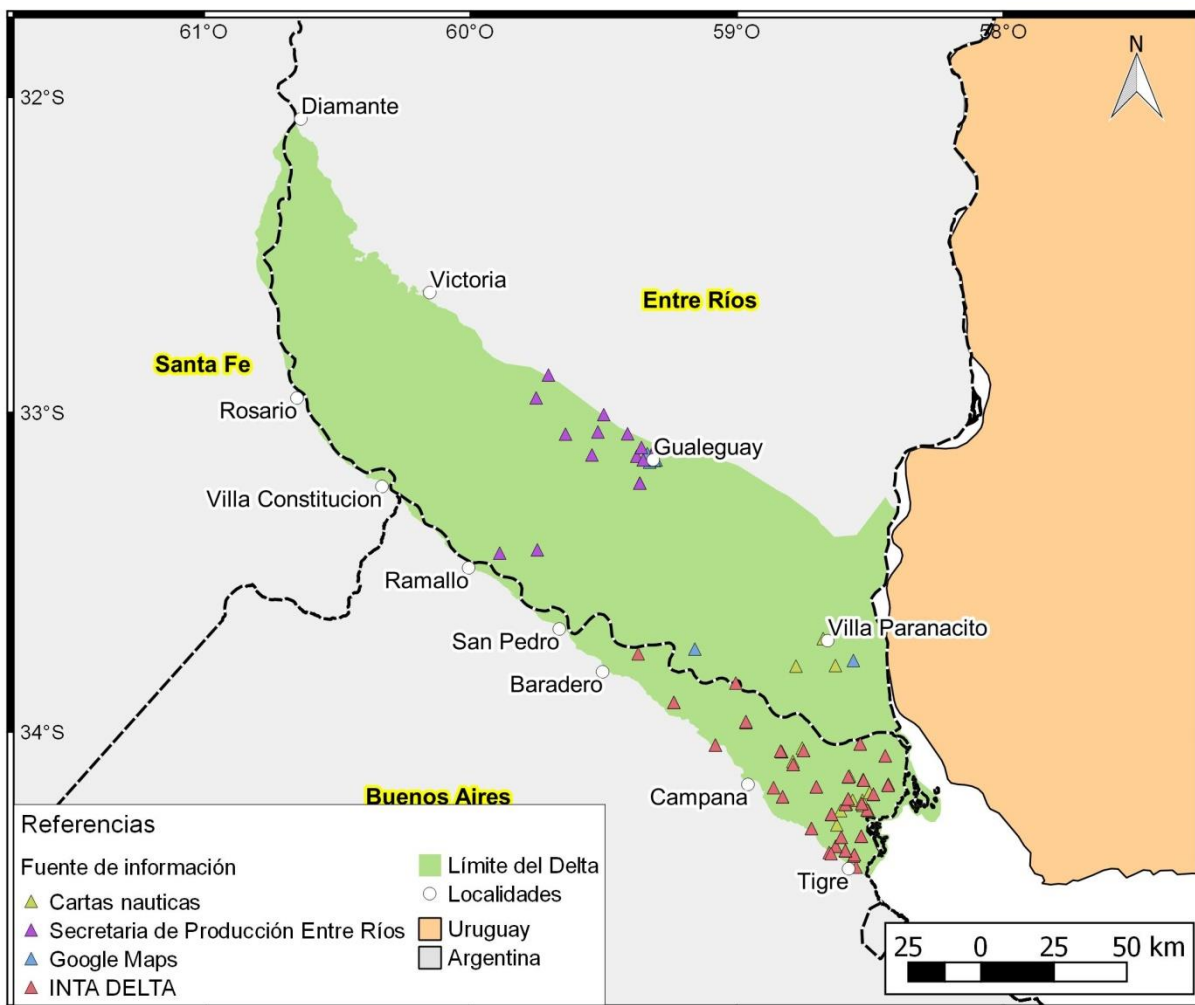 61°O 60°O 59°O 58°O
N
32°S
Diamante
Victoria
Entre Ríos
Santa Fe
Rosario
33°S
Gualeguay
Villa Constitucion
Ramallo
San Pedro
Villa Paranacito
Baradero
34°S
Campana
Buenos Aires
Tigre
Referencias
Fuente de información
Cartas nauticas
Secretaria de Producción Entre Ríos
Google Maps
INTA DELTA
Límite del Delta
Localidades
Uruguay
Argentina
25 0 25 50 km